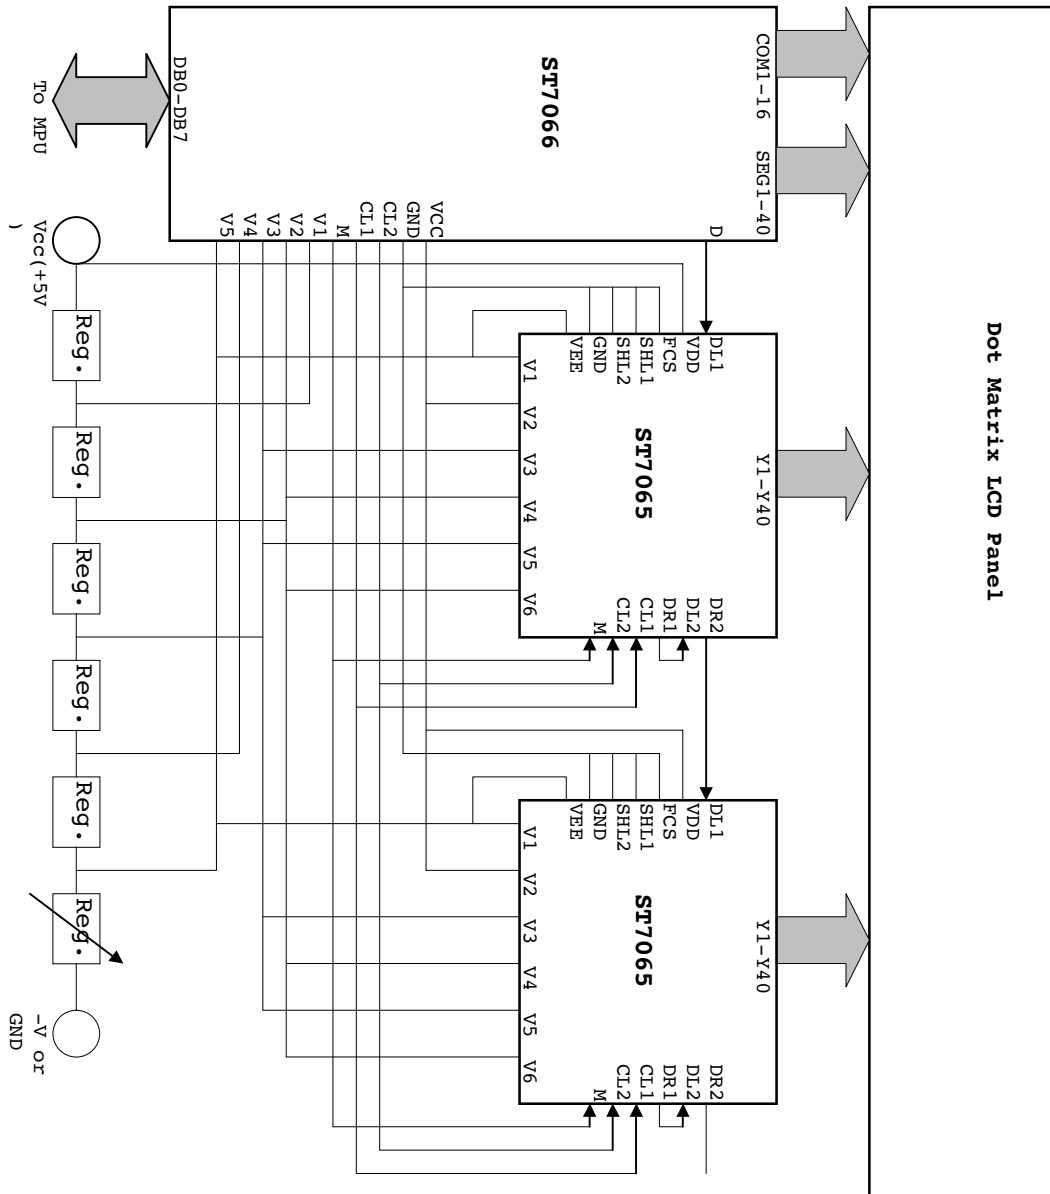 ST7066
DB0-DB7
To MPU
COM1-16
SEG1-40
D
VCC
GND
CL2
CL1
M
V1
V2
V3
V4
V5
Vcc(+5V
)
Reg.
Reg.
Reg.
Reg.
Reg.
Reg.
-V or
GND
ST7065
DL1
VDD
FCS
SHL1
SHL2
GND
VEE
V1
V2
V3
V4
V5
V6
Y1-Y40
DR2
DL2
DR1
CL1
CL2
M
ST7065
DL1
VDD
FCS
SHL1
SHL2
GND
VEE
V1
V2
V3
V4
V5
V6
Y1-Y40
DR2
DL2
DR1
CL1
CL2
M
Dot Matrix LCD Panel